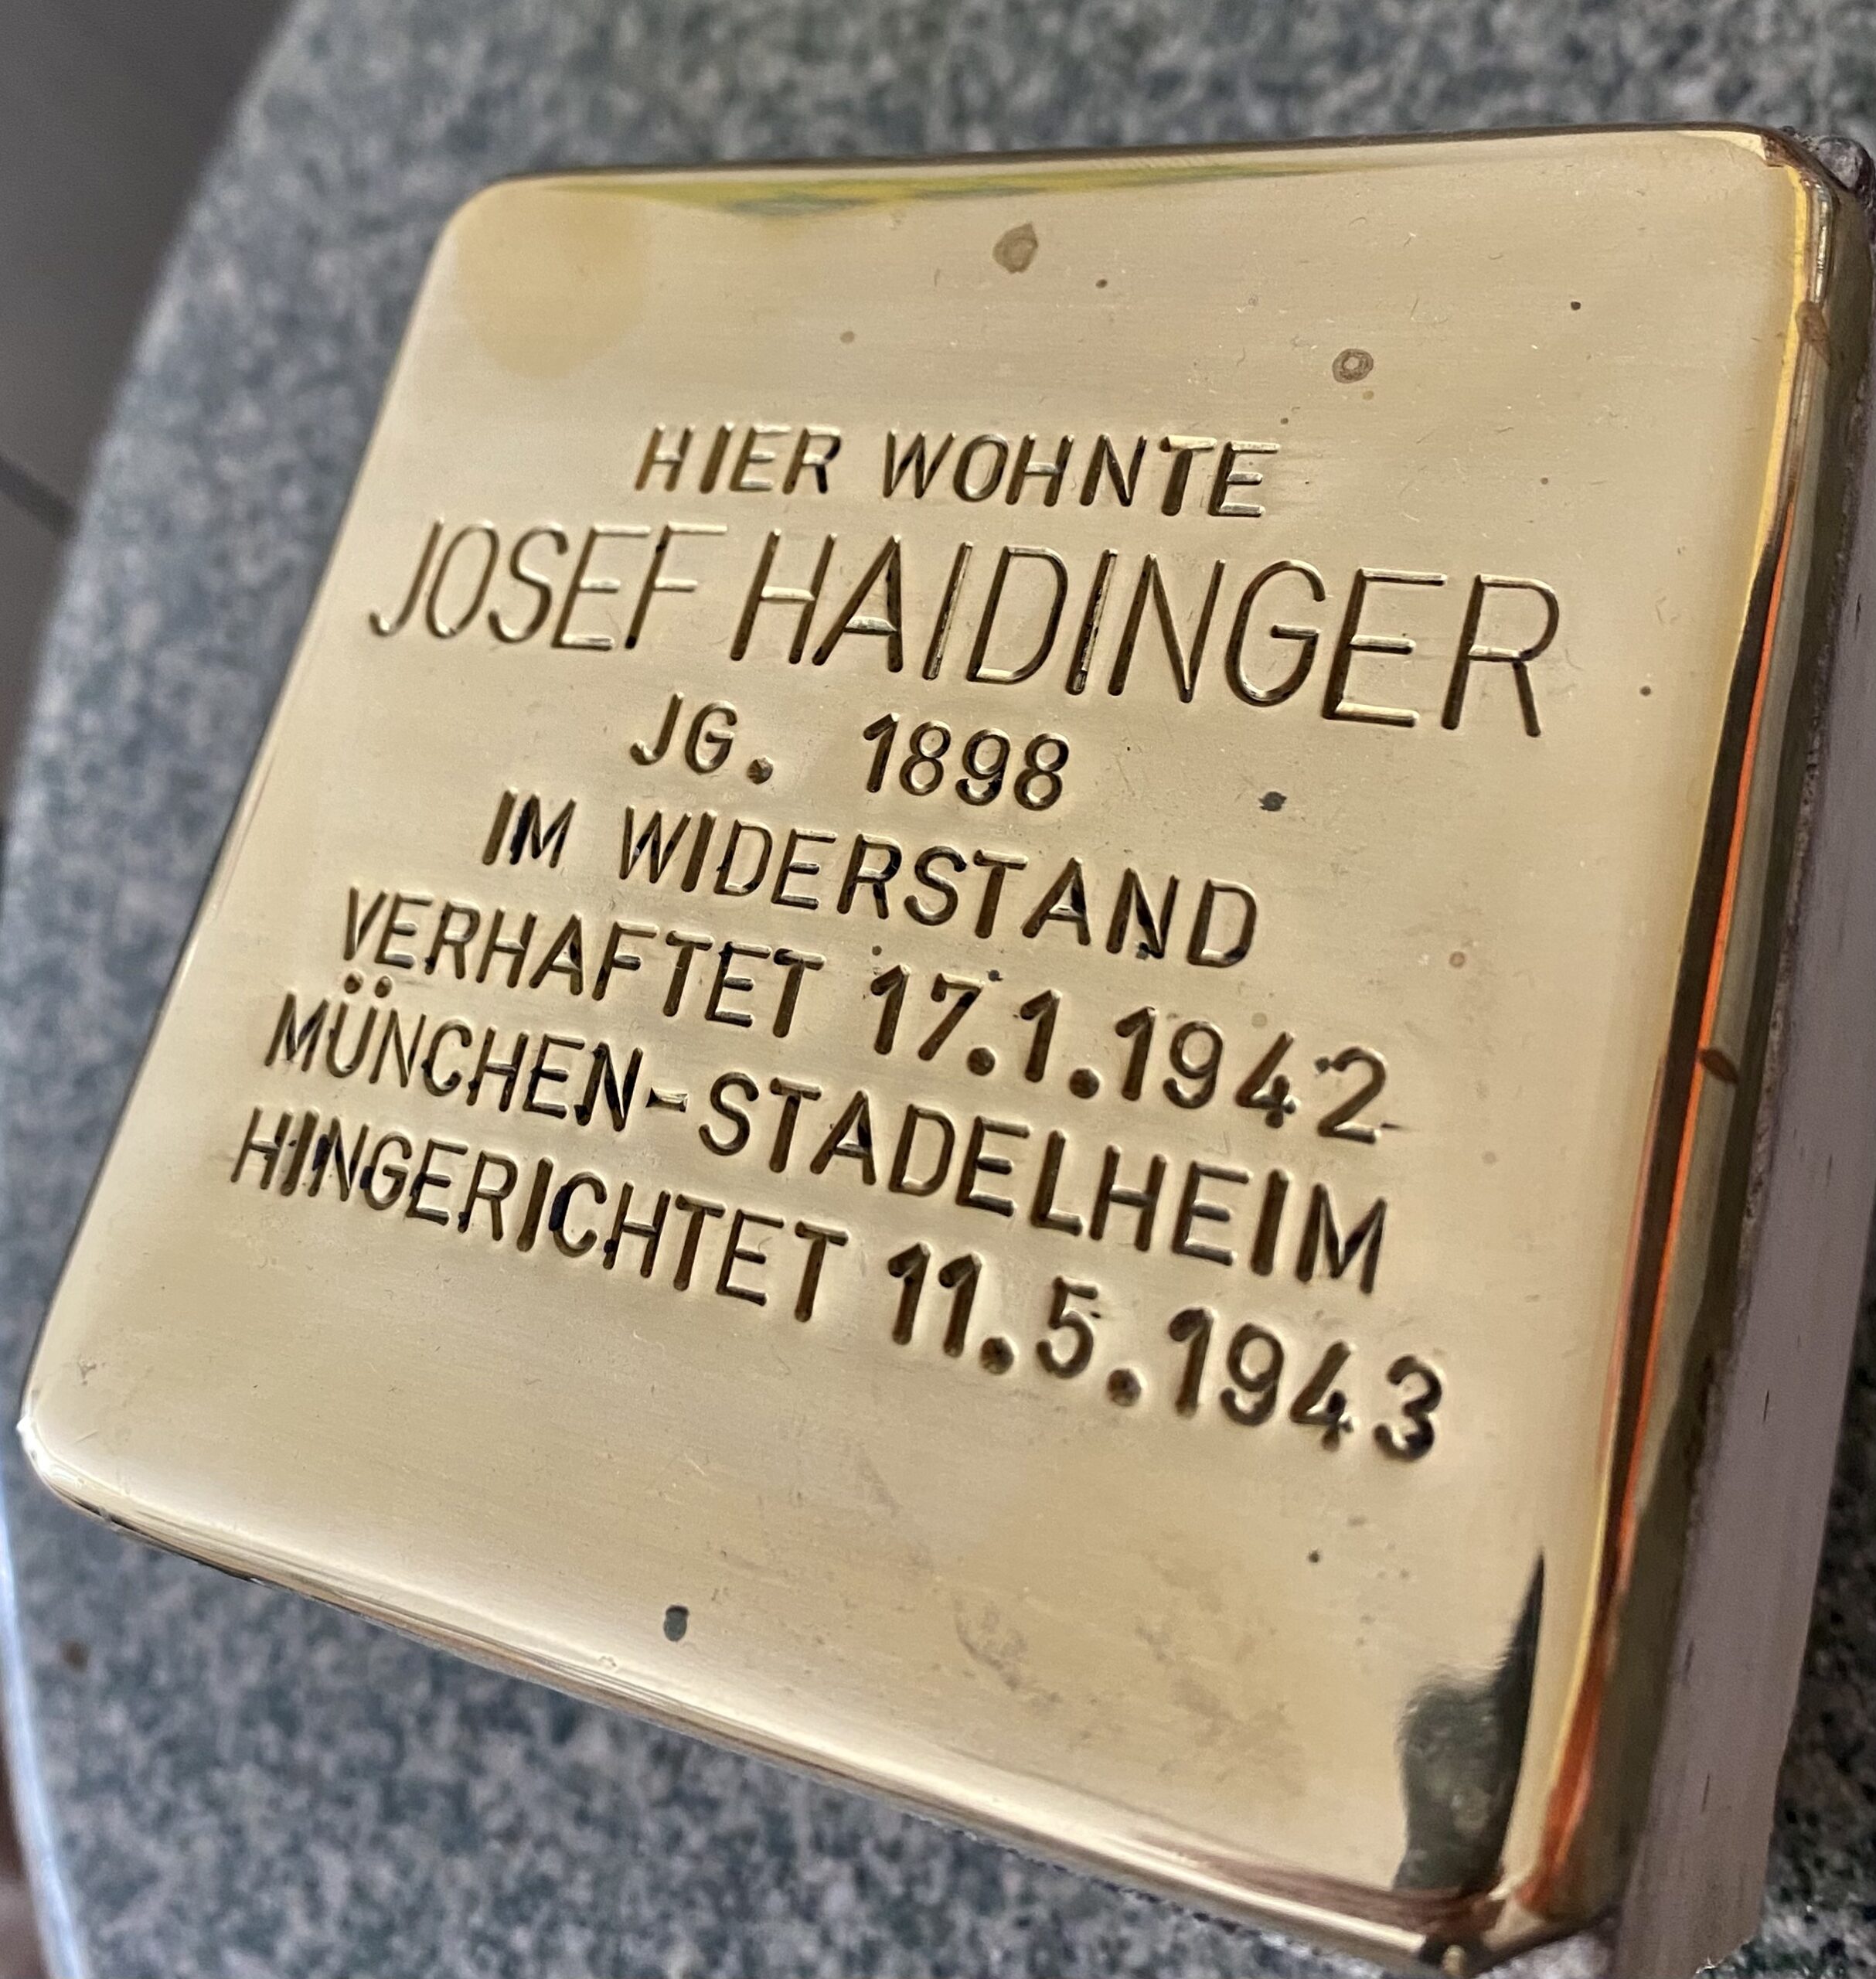 HIER WOHNTE
JOSEF HAIDINGER
JG. 1898
IM WIDERSTAND
VERHAFTET 17.1.1942
MÜNCHEN-STADELHEIM
HINGERICHTET 11.5.1943